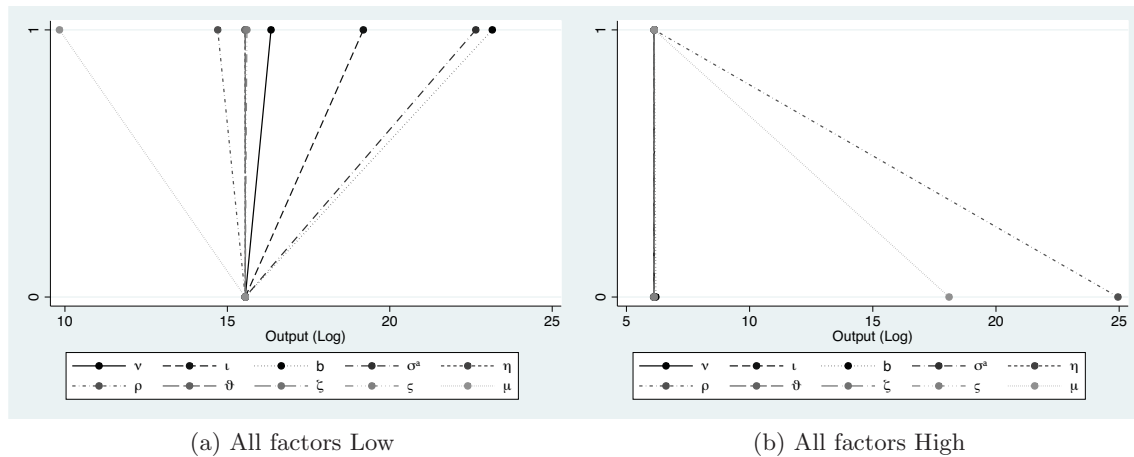 1
0
10 15 20 25
Output (Log)
ν ι b σᵃ η
ρ ϑ ζ ς μ
(a) All factors Low
1
0
5 10 15 20 25
Output (Log)
ν ι b σᵃ η
ρ ϑ ζ ς μ
(b) All factors High